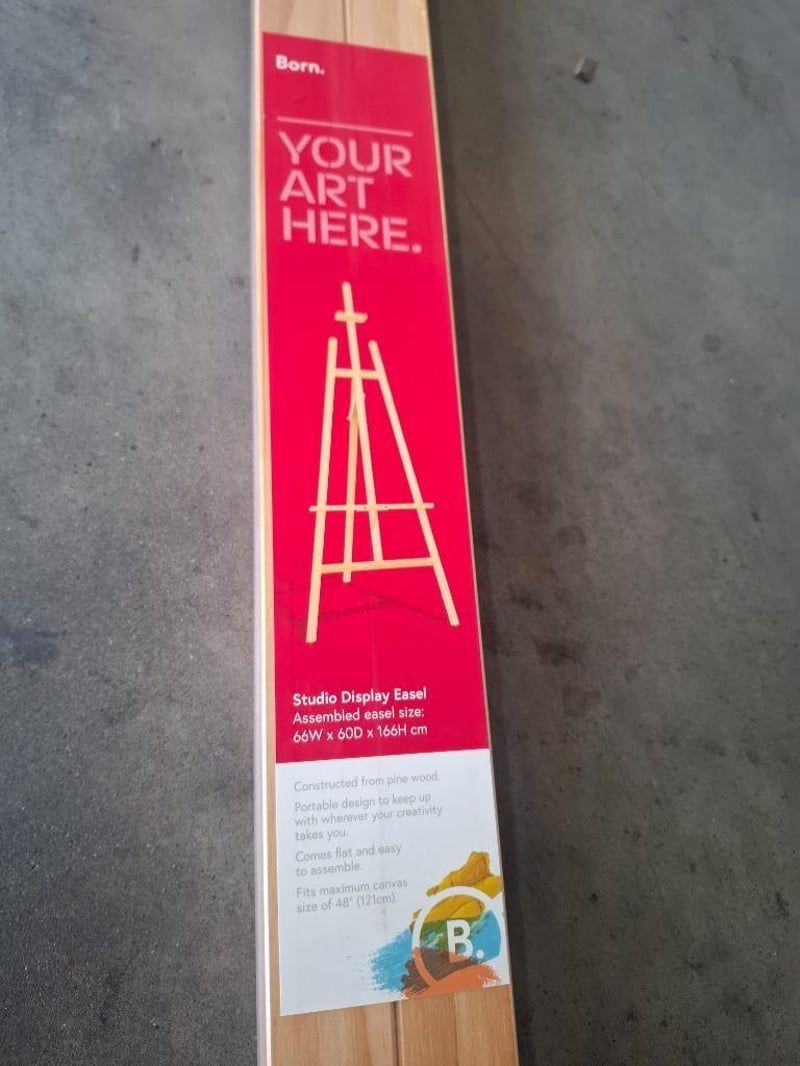 Born.
YOUR
ART
HERE.
Studio Display Easel
Assembled easel size:
66W x 60D x 166H cm
Constructed from pine wood.
Portable design to keep up
with wherever your creativity
takes you.
Comes flat and easy
to assemble.
Fits maximum canvas
size of 48" (121cm).
B.